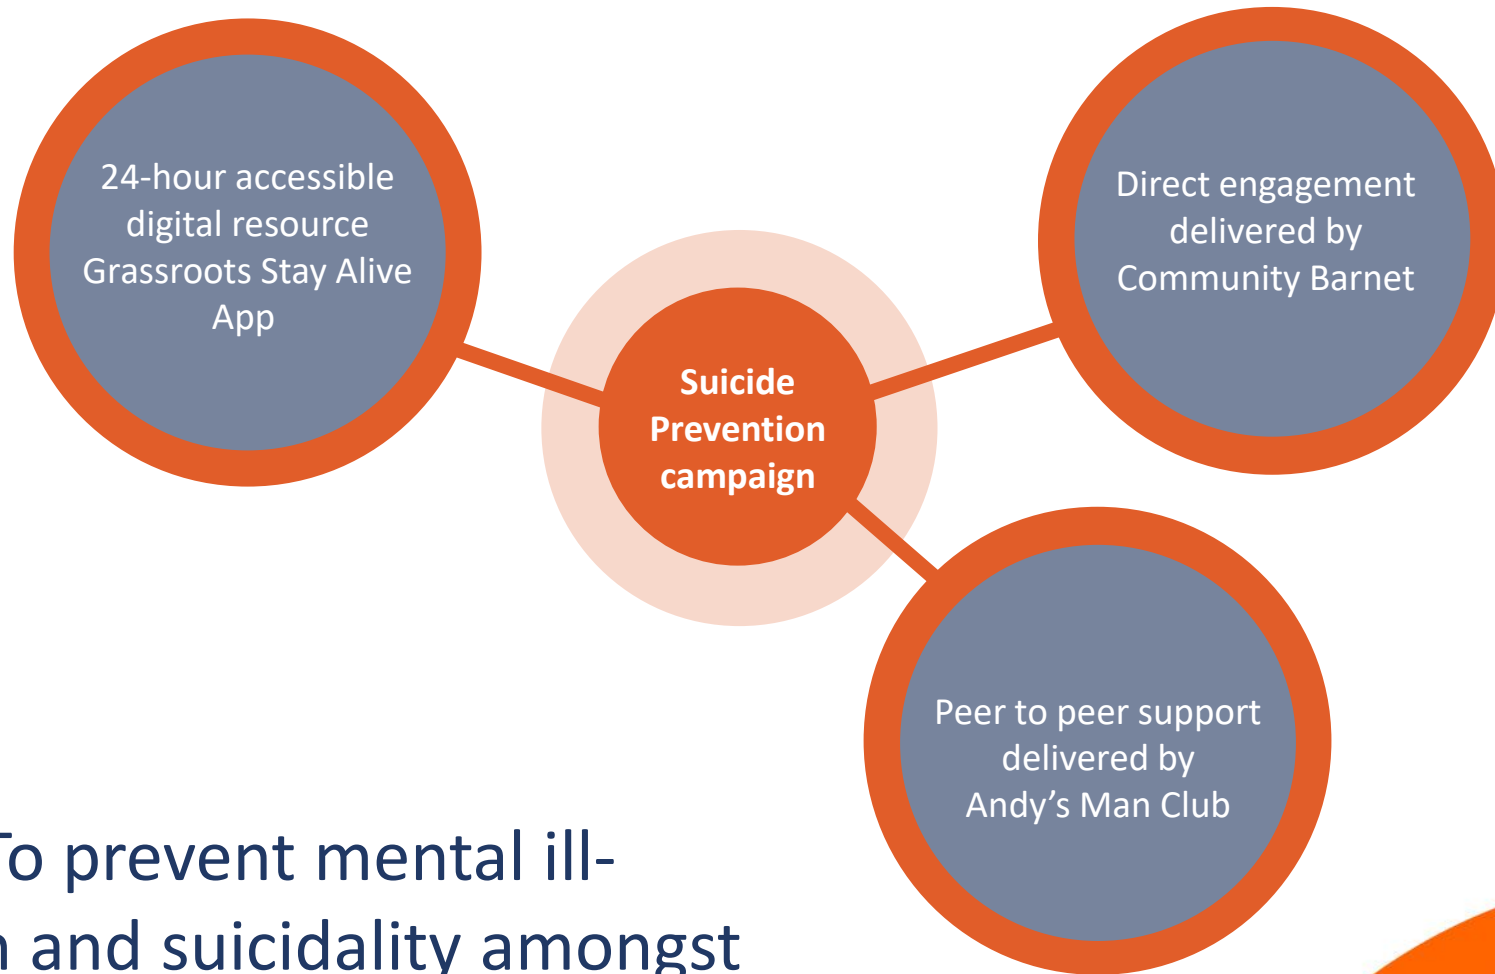 24-hour accessible
digital resource
Grassroots Stay Alive
App
Direct engagement
delivered by
Community Barnet
Suicide
Prevention
campaign
Peer to peer support
delivered by
Andy’s Man Club
To prevent mental ill-
and suicidality amongst